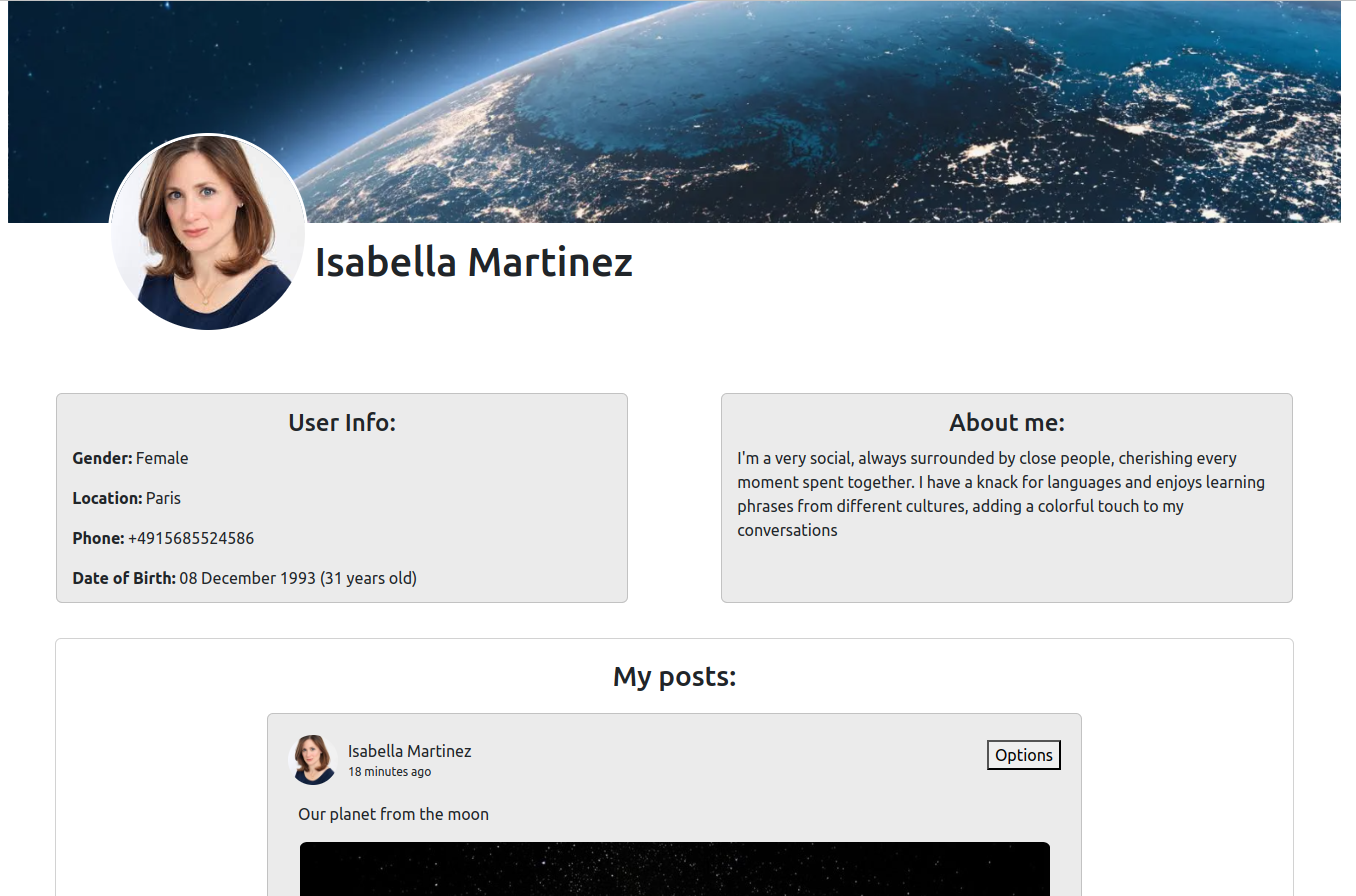 Isabella Martinez
User Info:
Gender: Female
Location: Paris
Phone: +4915685524586
Date of Birth: 08 December 1993 (31 years old)
About me:
I'm a very social, always surrounded by close people, cherishing every
moment spent together. I have a knack for languages and enjoys learning
phrases from different cultures, adding a colorful touch to my
conversations
My posts:
Isabella Martinez
18 minutes ago
Options
Our planet from the moon